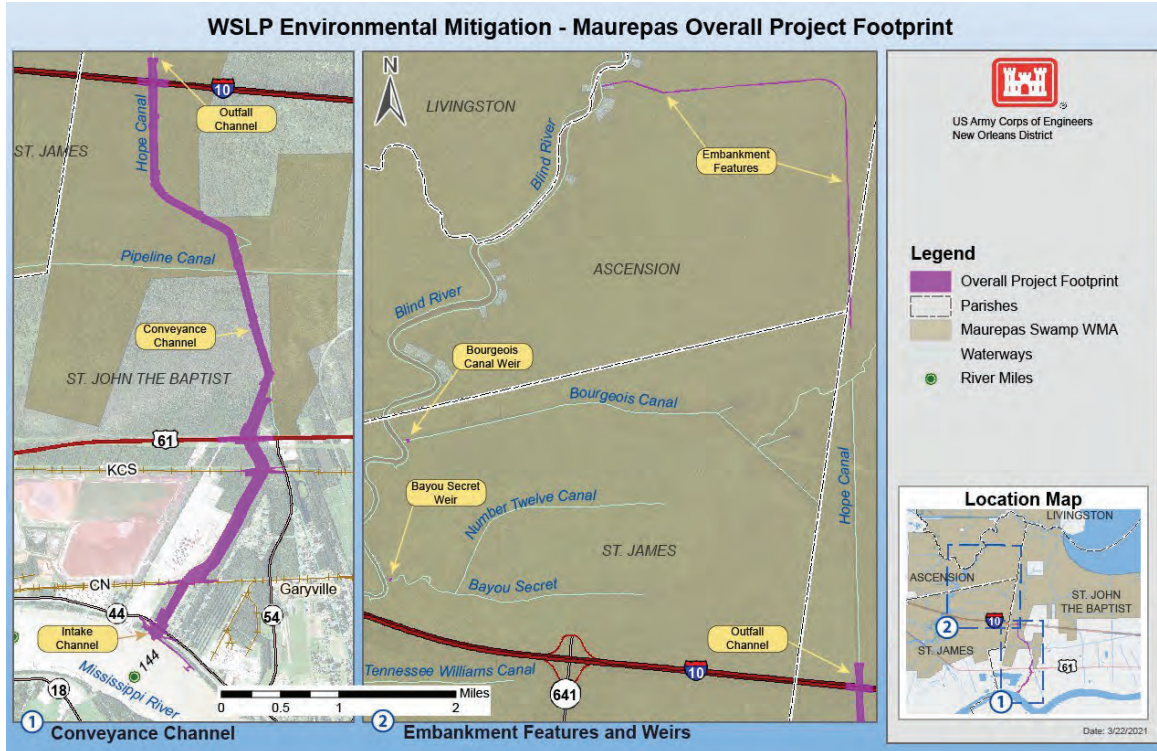 WSLP Environmental Mitigation - Maurepas Overall Project Footprint
10
Outfall
Channel
Hope Canal
ST. JAMES
Pipeline Canal
Conveyance
Channel
ST. JOHN THE BAPTIST
61
KCS
CN
Garyville
44
54
Intake
Channel
144
Mississippi River
18
1
Conveyance Channel
N
LIVINGSTON
Blind River
Embankment
Features
ASCENSION
Blind River
Bourgeois
Canal Weir
Bourgeois Canal
Bayou Secret
Weir
Number Twelve Canal
Hope Canal
ST. JAMES
Bayou Secret
Outfall
Channel
Tennessee Williams Canal
10
641
Miles
0 0.5 1 2
2
Embankment Features and Weirs
®
US Army Corps of Engineers
New Orleans District
Legend
Overall Project Footprint
Parishes
Maurepas Swamp WMA
Waterways
River Miles
Location Map
LIVINGSTON
ASCENSION
ST. JOHN
THE BAPTIST
10
2
ST. JAMES
61
1
Date: 3/22/2021